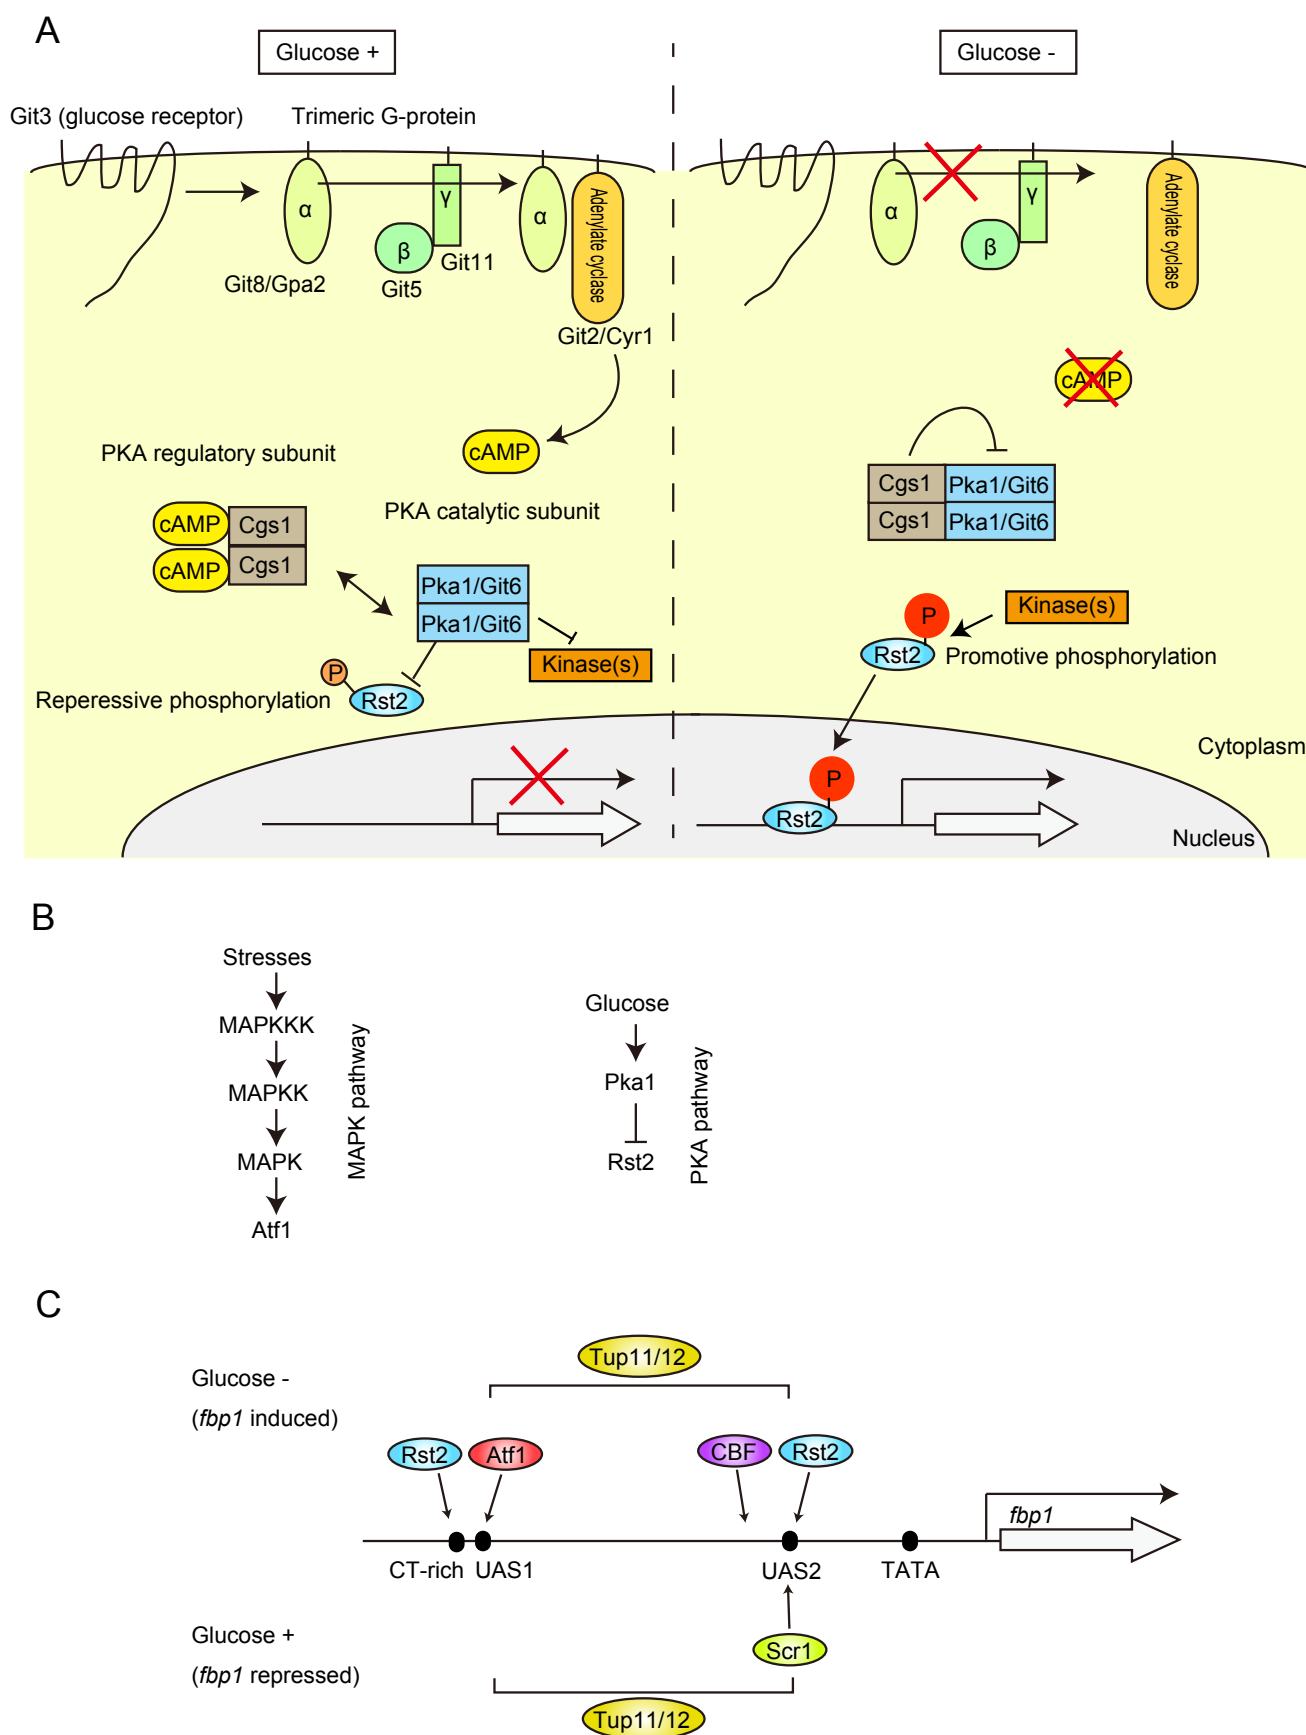 A
Glucose +
Glucose -
Git3 (glucose receptor)
Trimeric G-protein
α
γ
β
α
Adenylate cyclase
Git8/Gpa2
Git5
Git11
Git2/Cyr1
α
γ
β
Adenylate cyclase
cAMP
cAMP
PKA regulatory subunit
PKA catalytic subunit
cAMP Cgs1
cAMP Cgs1
Pka1/Git6
Pka1/Git6
Kinase(s)
P
Rst2
Reperessive phosphorylation
Cgs1 Pka1/Git6
Cgs1 Pka1/Git6
P
Kinase(s)
Rst2
Promotive phosphorylation
Cytoplasm
P
Rst2
Nucleus
B
Stresses
MAPKKK
MAPKK
MAPK
Atf1
MAPK pathway
Glucose
Pka1
Rst2
PKA pathway
C
Tup11/12
Glucose -
(fbp1 induced)
Rst2
Atf1
CBF
Rst2
fbp1
CT-rich
UAS1
UAS2
TATA
Glucose +
(fbp1 repressed)
Scr1
Tup11/12